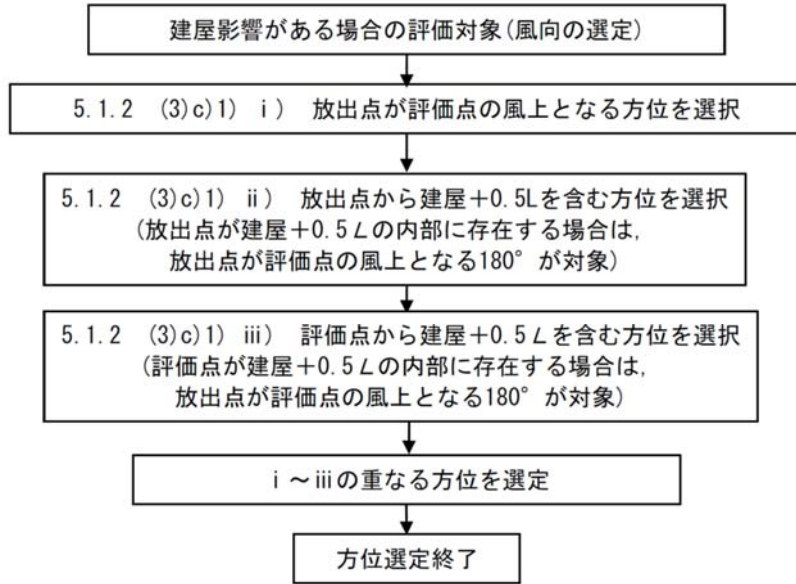 建屋影響がある場合の評価対象(風向の選定)
5.1.2 (3)c)1) ⅰ) 放出点が評価点の風上となる方位を選択
5.1.2 (3)c)1) ⅱ) 放出点から建屋+0.5Lを含む方位を選択
(放出点が建屋+0.5Lの内部に存在する場合は,
放出点が評価点の風上となる180°が対象)
5.1.2 (3)c)1) ⅲ) 評価点から建屋+0.5Lを含む方位を選択
(評価点が建屋+0.5Lの内部に存在する場合は,
放出点が評価点の風上となる180°が対象)
ⅰ~ⅲの重なる方位を選定
方位選定終了